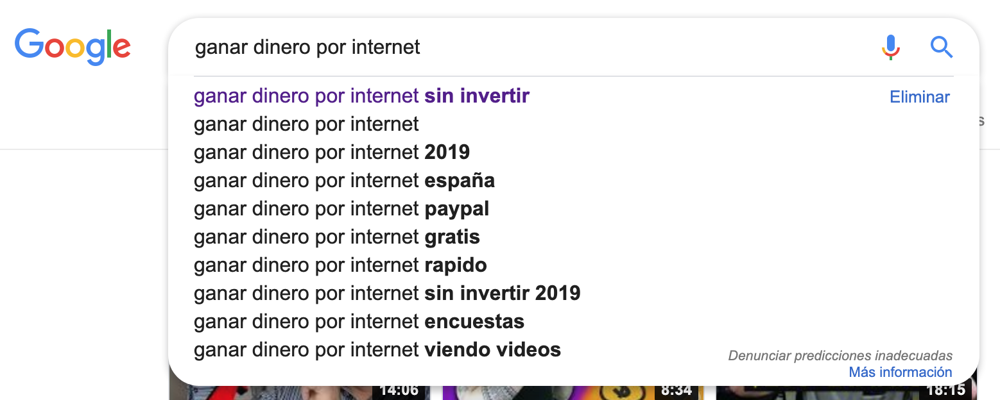 Google
ganar dinero por internet
ganar dinero por internet sin invertir
Eliminar
ganar dinero por internet
s
ganar dinero por internet 2019
ganar dinero por internet españa
ganar dinero por internet paypal
ganar dinero por internet gratis
ganar dinero por internet rapido
ganar dinero por internet sin invertir 2019
ganar dinero por internet encuestas
ganar dinero por internet viendo videos
Denunciar predicciones inadecuadas
Más información
14:06
8:34
18:15